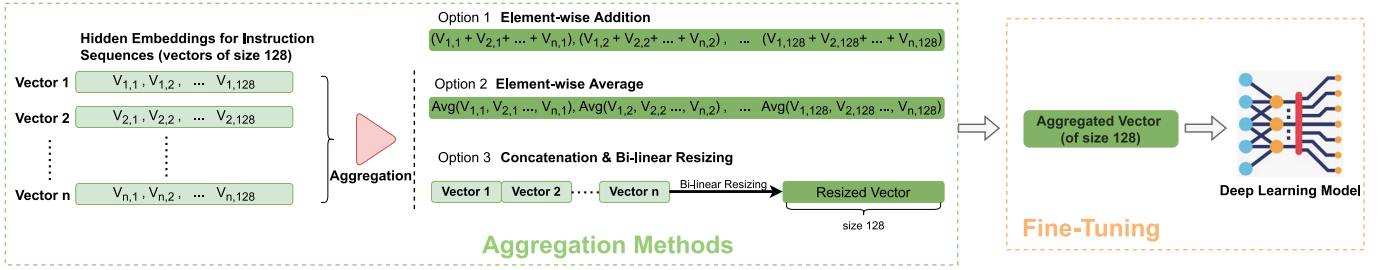 Hidden Embeddings for Instruction
Sequences (vectors of size 128)
Vector 1
V1,1 , V1,2 , ... V1,128
Vector 2
V2,1 , V2,2 , ... V2,128
Vector n
Vn,1 , Vn,2 , ... Vn,128
Aggregation
Option 1 Element-wise Addition
(V1,1 + V2,1+ ... + Vn,1), (V1,2 + V2,2+ ... + Vn,2) , ... (V1,128 + V2,128+ ... + Vn,128)
Option 2 Element-wise Average
Avg(V1,1, V2,1 ..., Vn,1), Avg(V1,2, V2,2 ..., Vn,2) , ... Avg(V1,128, V2,128 ..., Vn,128)
Option 3 Concatenation & Bi-linear Resizing
Vector 1 Vector 2 ...... Vector n Bi-linear Resizing Resized Vector
size 128
Aggregation Methods
Aggregated Vector
(of size 128)
Deep Learning Model
Fine-Tuning